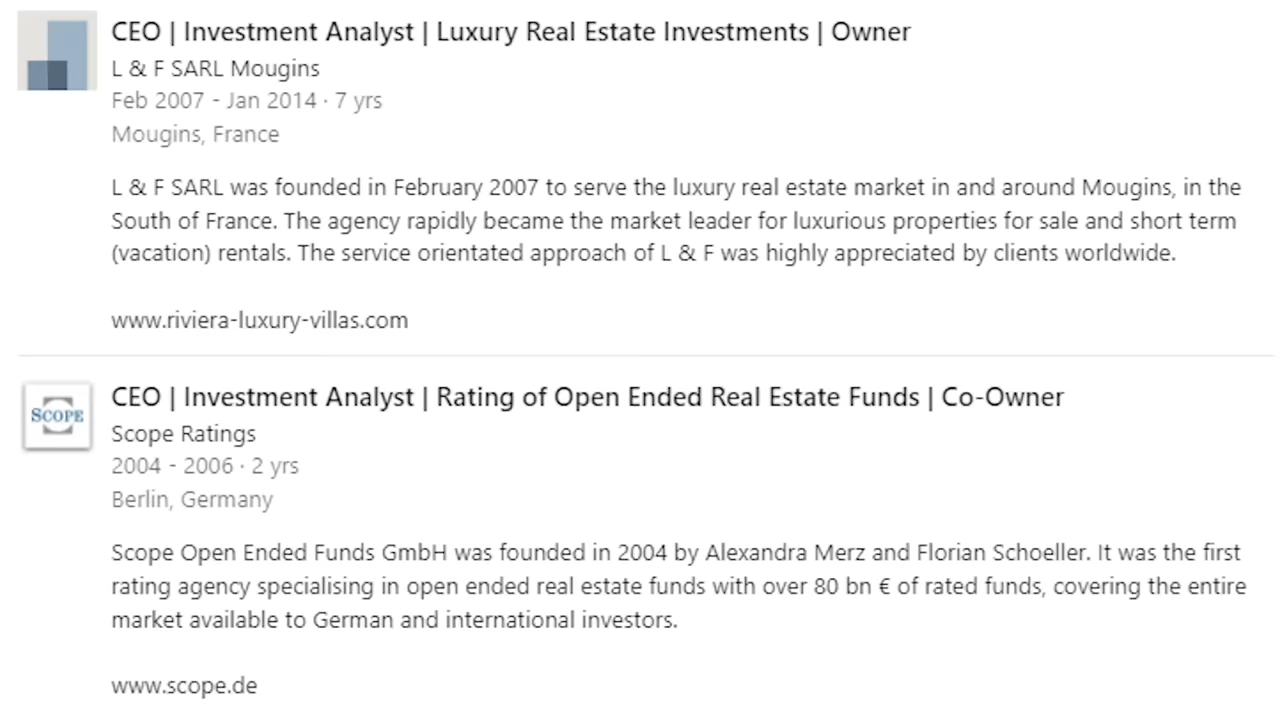 CEO | Investment Analyst | Luxury Real Estate Investments | Owner
L & F SARL Mougins
Feb 2007 - Jan 2014 · 7 yrs
Mougins, France
L & F SARL was founded in February 2007 to serve the luxury real estate market in and around Mougins, in the
South of France. The agency rapidly became the market leader for luxurious properties for sale and short term
(vacation) rentals. The service orientated approach of L & F was highly appreciated by clients worldwide.
www.riviera-luxury-villas.com
SCOPE
CEO | Investment Analyst | Rating of Open Ended Real Estate Funds | Co-Owner
Scope Ratings
2004 - 2006 · 2 yrs
Berlin, Germany
Scope Open Ended Funds GmbH was founded in 2004 by Alexandra Merz and Florian Schoeller. It was the first
rating agency specialising in open ended real estate funds with over 80 bn € of rated funds, covering the entire
market available to German and international investors.
www.scope.de